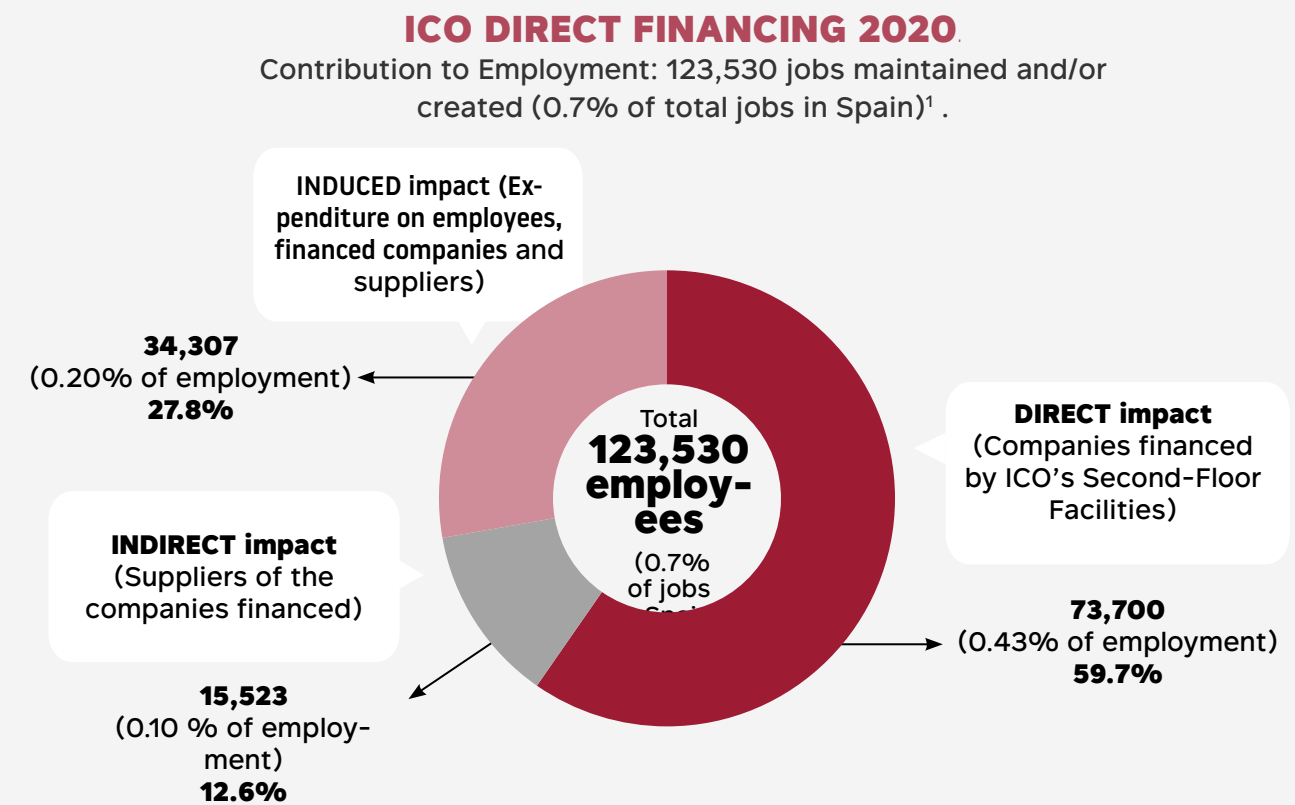 ICO DIRECT FINANCING 2020.
Contribution to Employment: 123,530 jobs maintained and/or
created (0.7% of total jobs in Spain)¹ .
INDUCED impact (Ex-
penditure on employees,
financed companies and
suppliers)
34,307
(0.20% of employment)
27.8%
Total
123,530
employ-
ees
(0.7%
of jobs
DIRECT impact
(Companies financed
by ICO’s Second-Floor
Facilities)
73,700
(0.43% of employment)
59.7%
INDIRECT impact
(Suppliers of the
companies financed)
15,523
(0.10 % of employ-
ment)
12.6%